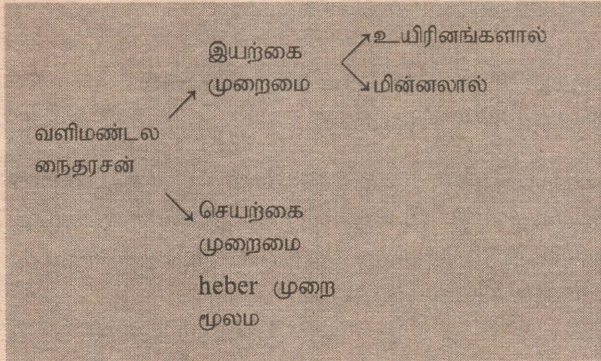 உயிரினங்களால்
இயற்கை
முறைமை
மின்னலால்
வளிமண்டல
நைதரசன்
செயற்கை
முறைமை
heber முறை
மூலம